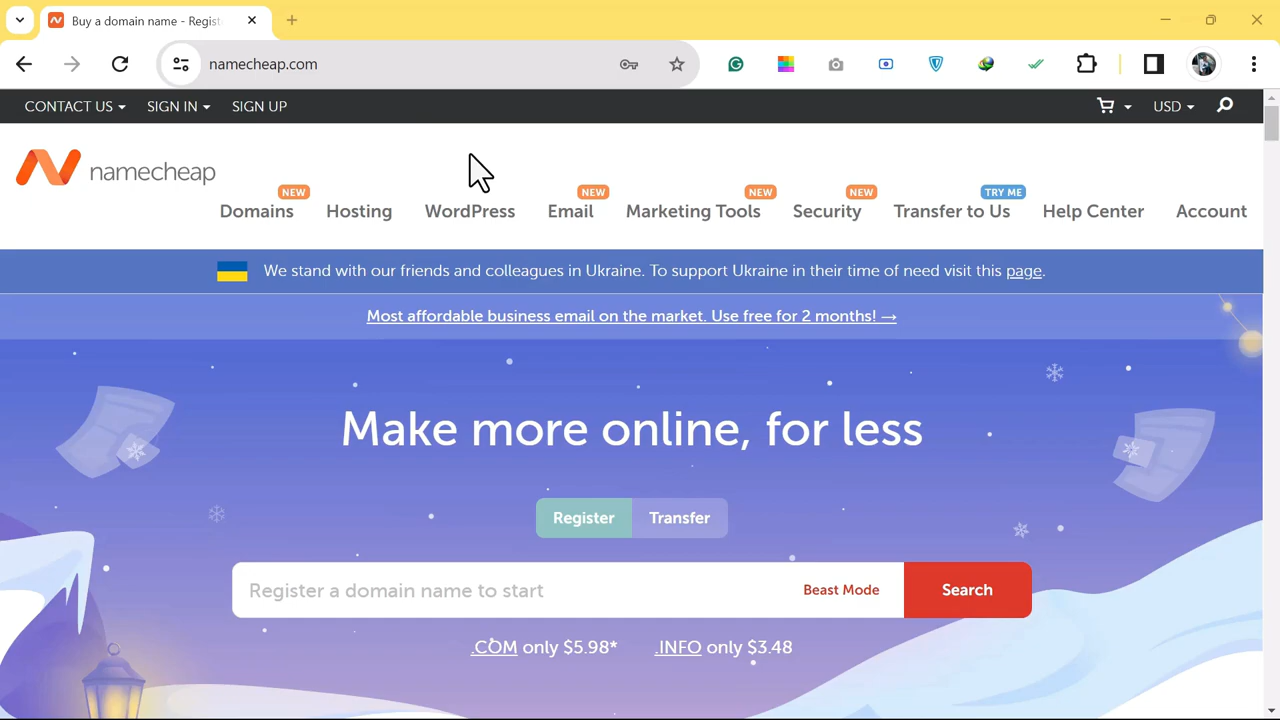 Buy a domain name - Regist
namecheap.com
CONTACT US SIGN IN SIGN UP USD
namecheap
NEW NEW NEW NEW TRY ME
Domains Hosting WordPress Email Marketing Tools Security Transfer to Us Help Center Account
We stand with our friends and colleagues in Ukraine. To support Ukraine in their time of need visit this page.
Most affordable business email on the market. Use free for 2 months! →
Make more online, for less
Register Transfer
Register a domain name to start Beast Mode Search
.COM only $5.98* .INFO only $3.48